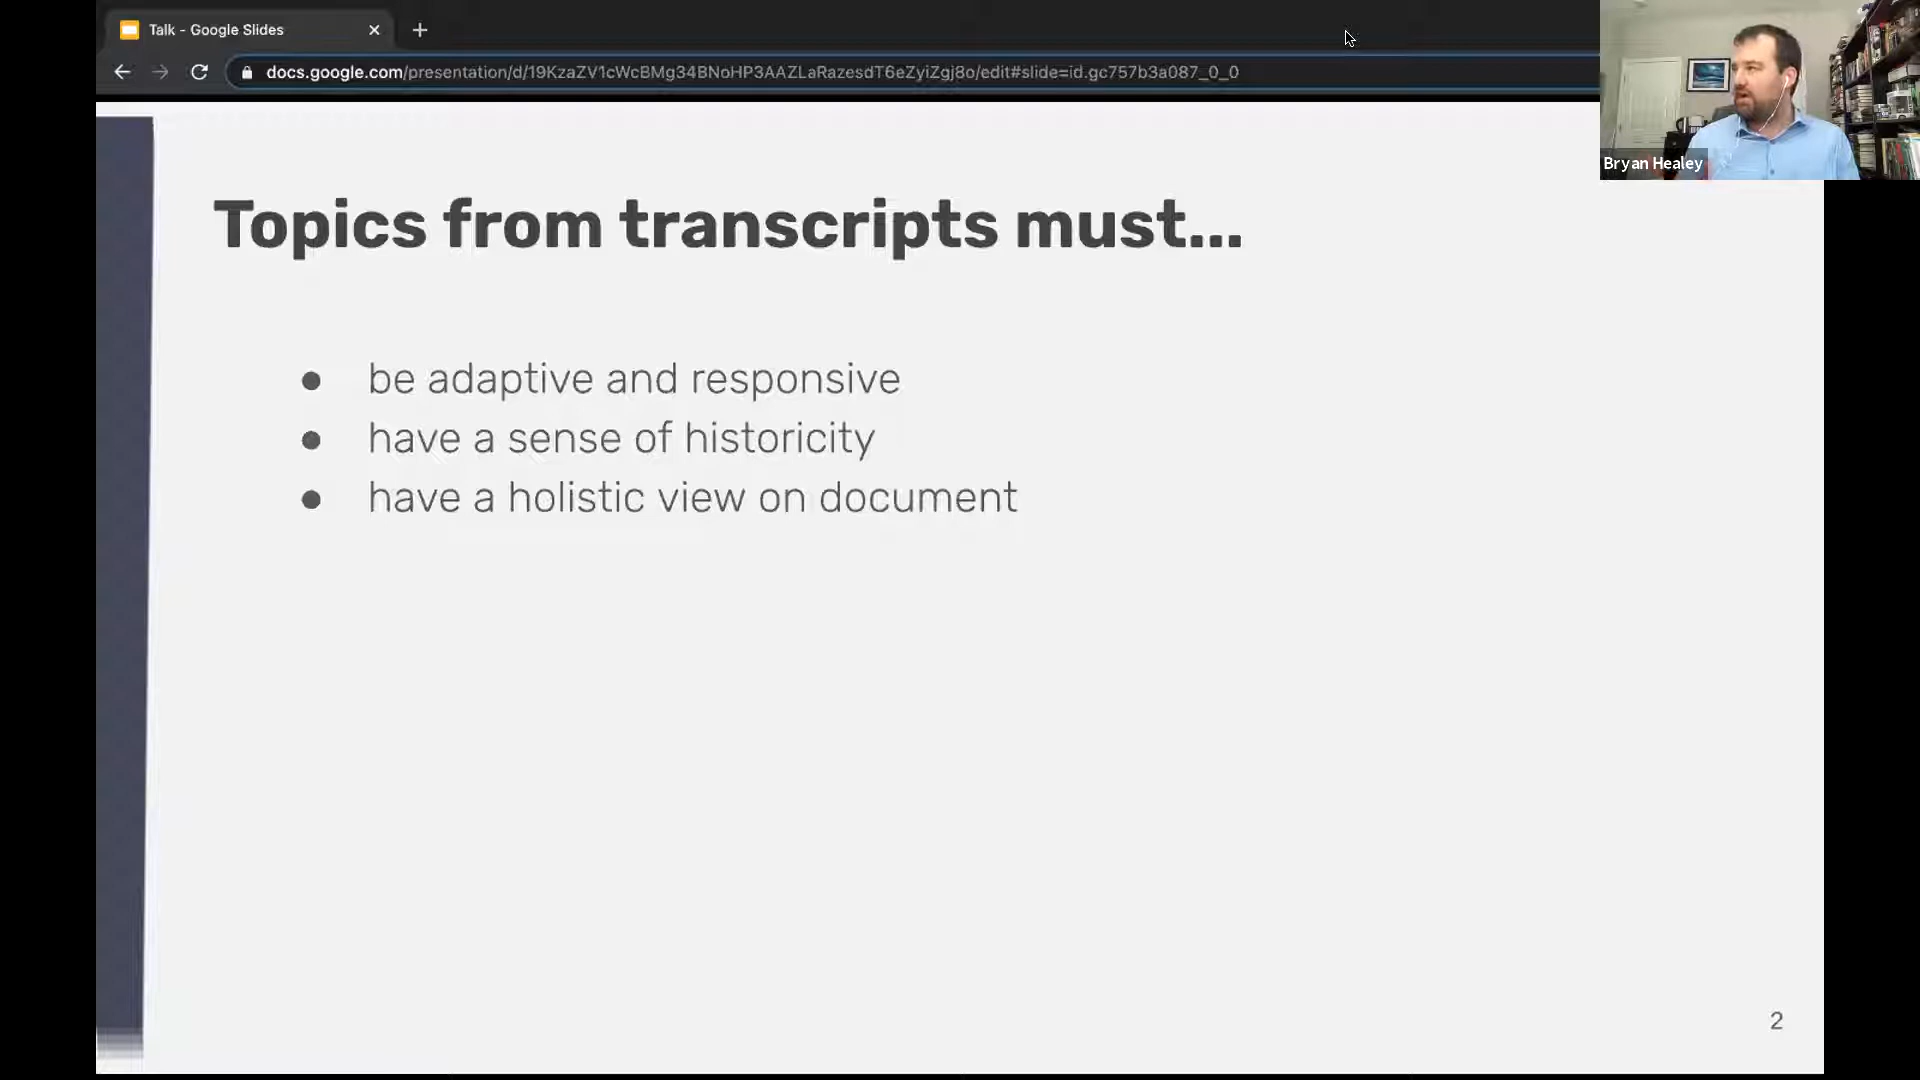 Talk - Google Slides
docs.google.com/presentation/d/19KzaZV1cWcBMg34BNoHP3AAZLaRazesdT6eZyiZgj8o/edit#slide=id.gc757b3a087_0_0
Bryan Healey
Topics from transcripts must...
● be adaptive and responsive
● have a sense of historicity
● have a holistic view on document
2